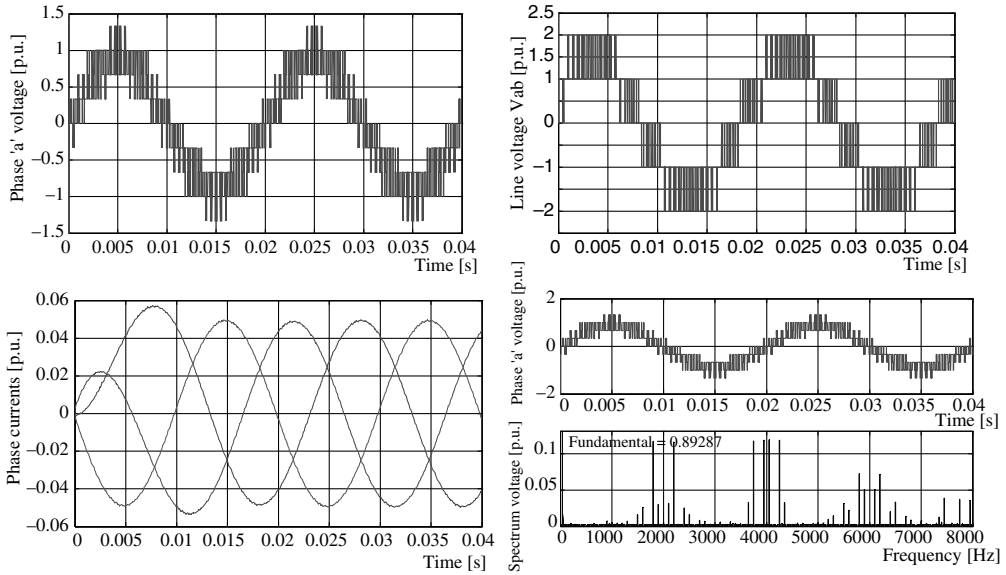 Phase 'a' voltage [p.u.]
1.5
1
0.5
0
−0.5
−1
−1.5
0 0.005 0.01 0.015 0.02 0.025 0.03 0.035 0.04
Time [s]
Line voltage Vab [p.u.]
2.5
2
1
0
−1
−2
0 0.005 0.01 0.015 0.02 0.025 0.03 0.035 0.04
Time [s]
Phase currents [p.u.]
0.06
0.04
0.02
0
−0.02
−0.04
−0.06
0 0.005 0.01 0.015 0.02 0.025 0.03 0.035 0.04
Time [s]
Phase 'a' voltage [p.u.]
2
0
−2
0 0.005 0.01 0.015 0.02 0.025 0.03 0.035 0.04
Time [s]
Spectrum voltage [p.u.]
Fundamental = 0.89287
0.1
0.05
0
0 1000 2000 3000 4000 5000 6000 7000 8000
Frequency [Hz]